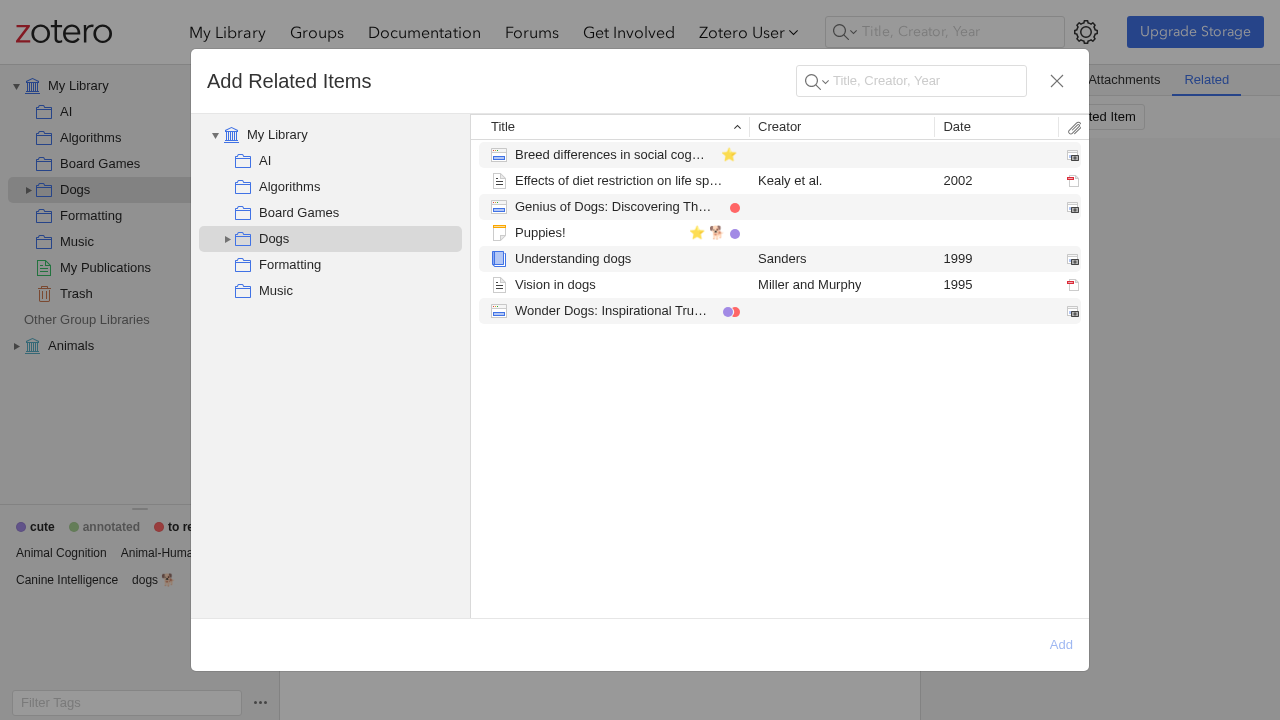 zotero
My Library
Groups
Documentation
Forums
Get Involved
Zotero User
Title, Creator, Year
Upgrade Storage
My Library
AI
Algorithms
Board Games
Dogs
Formatting
Music
My Publications
Trash
Other Group Libraries
Animals
cute
annotated
to re
Animal Cognition
Animal-Huma
Canine Intelligence
dogs
Filter Tags
Attachments
Related
ted Item
Add Related Items
Title, Creator, Year
My Library
AI
Algorithms
Board Games
Dogs
Formatting
Music
Title Creator Date
Breed differences in social cog…
Effects of diet restriction on life sp… Kealy et al. 2002
Genius of Dogs: Discovering Th…
Puppies!
Understanding dogs Sanders 1999
Vision in dogs Miller and Murphy 1995
Wonder Dogs: Inspirational Tru…
Add